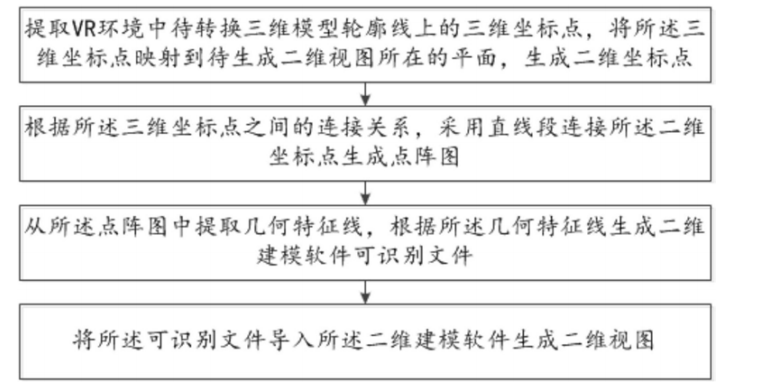 提取VR环境中待转换三维模型轮廓线上的三维坐标点，将所述三
维坐标点映射到待生成二维视图所在的平面，生成二维坐标点
根据所述三维坐标点之间的连接关系，采用直线段连接所述二维
坐标点生成点阵图
从所述点阵图中提取几何特征线，根据所述几何特征线生成二维
建模软件可识别文件
将所述可识别文件导入所述二维建模软件生成二维视图